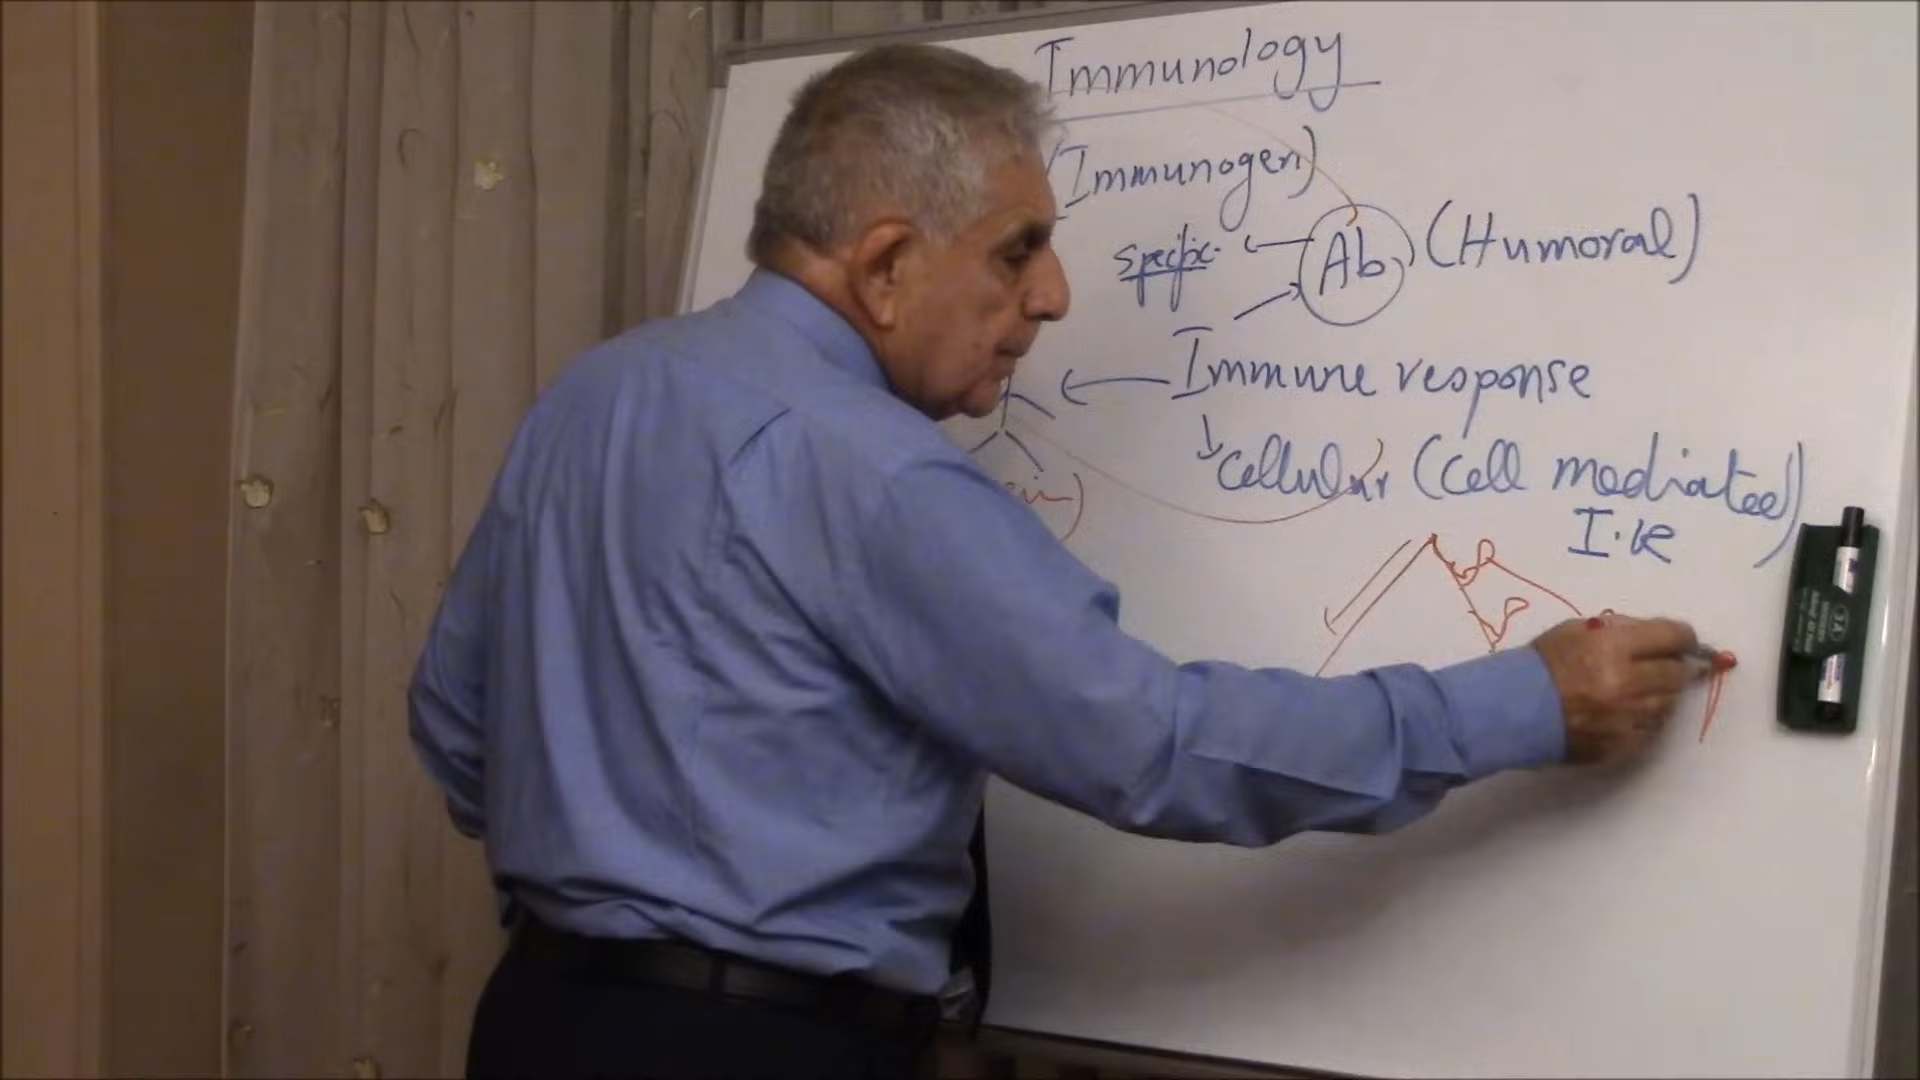 Immunology
(Immunogen)
specific Ab (Humoral)
Immune response
cellular (cell mediated)
I.R